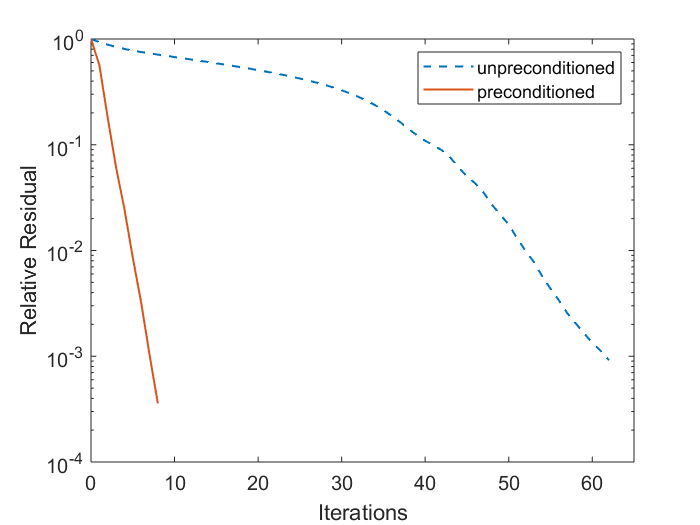 10^0
10^-1
10^-2
10^-3
10^-4
Relative Residual
unpreconditioned
preconditioned
0 10 20 30 40 50 60
Iterations